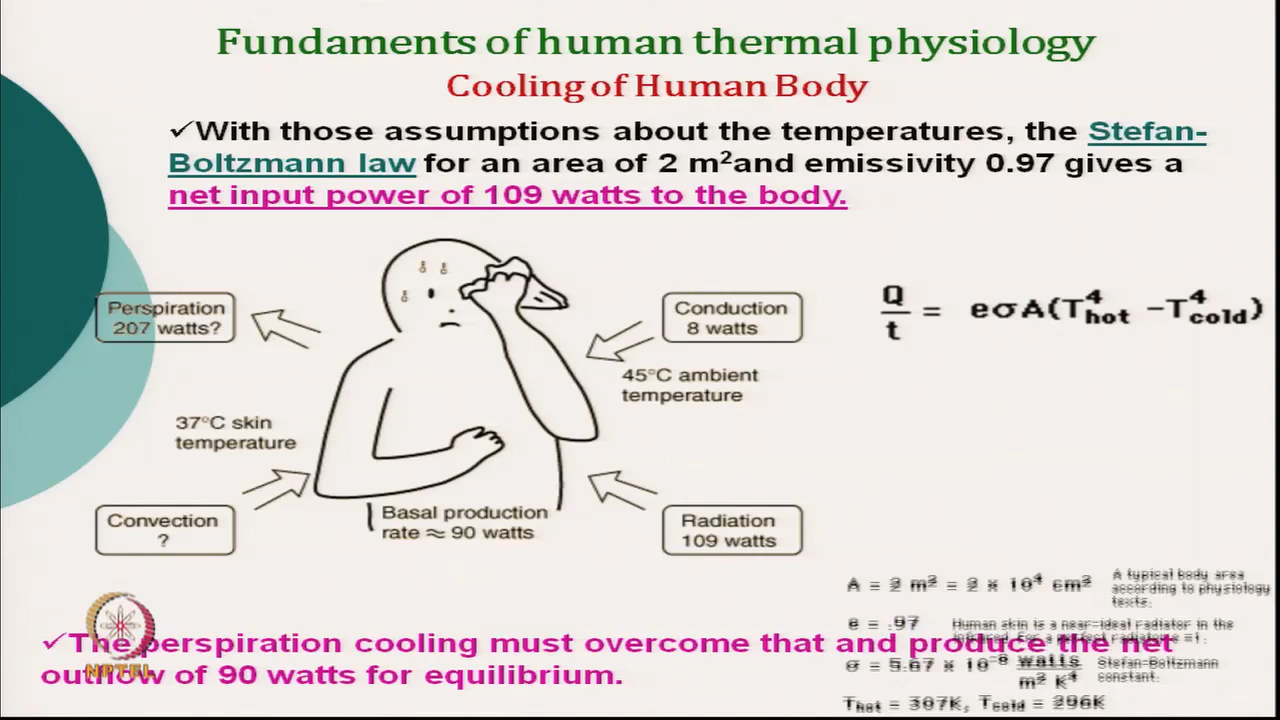 Fundaments of human thermal physiology
Cooling of Human Body
✓With those assumptions about the temperatures, the Stefan-
Boltzmann law for an area of 2 m²and emissivity 0.97 gives a
net input power of 109 watts to the body.
Perspiration
207 watts?
Conduction
8 watts
Q/t = eσA(T⁴hot −T⁴cold)
45°C ambient
temperature
37°C skin
temperature
Convection
?
Basal production
rate ≈ 90 watts
Radiation
109 watts
A = 2 m² = 2 x 10⁴ cm²
A typical body area
according to physiology
texts.
e = .97
Human skin is a near-ideal radiator in the
infrared. For a perfect radiator e =1.
σ = 5.67 x 10⁻⁸ watts/m² K⁴
Stefan-Boltzmann
constant.
Thot = 307K, Tcold = 296K
✓The perspiration cooling must overcome that and produce the net
outflow of 90 watts for equilibrium.
NPTEL